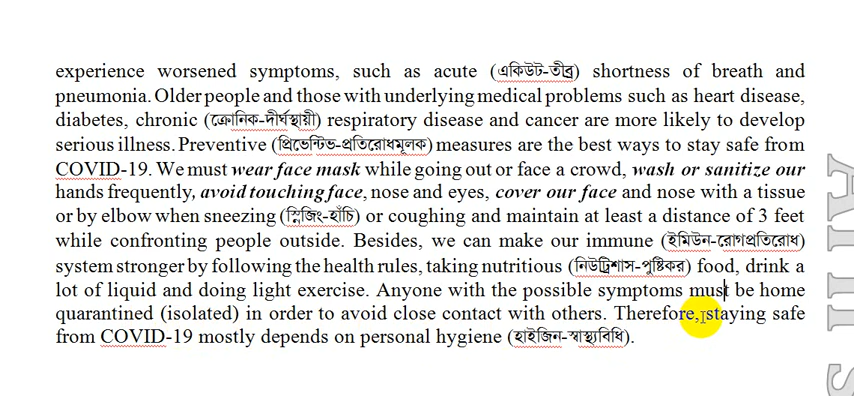 experience worsened symptoms, such as acute (একিউট-তীব্র) shortness of breath and
pneumonia. Older people and those with underlying medical problems such as heart disease,
diabetes, chronic (ক্রোনিক-দীর্ঘস্থায়ী) respiratory disease and cancer are more likely to develop
serious illness. Preventive (প্রিভেন্টিভ-প্রতিরোধমূলক) measures are the best ways to stay safe from
COVID-19. We must wear face mask while going out or face a crowd, wash or sanitize our
hands frequently, avoid touching face, nose and eyes, cover our face and nose with a tissue
or by elbow when sneezing (স্নিজিং-হাঁচি) or coughing and maintain at least a distance of 3 feet
while confronting people outside. Besides, we can make our immune (ইমিউন-রোগপ্রতিরোধ)
system stronger by following the health rules, taking nutritious (নিউট্রিশাস-পুষ্টিকর) food, drink a
lot of liquid and doing light exercise. Anyone with the possible symptoms must be home
quarantined (isolated) in order to avoid close contact with others. Therefore, staying safe
from COVID-19 mostly depends on personal hygiene (হাইজিন-স্বাস্থ্যবিধি).